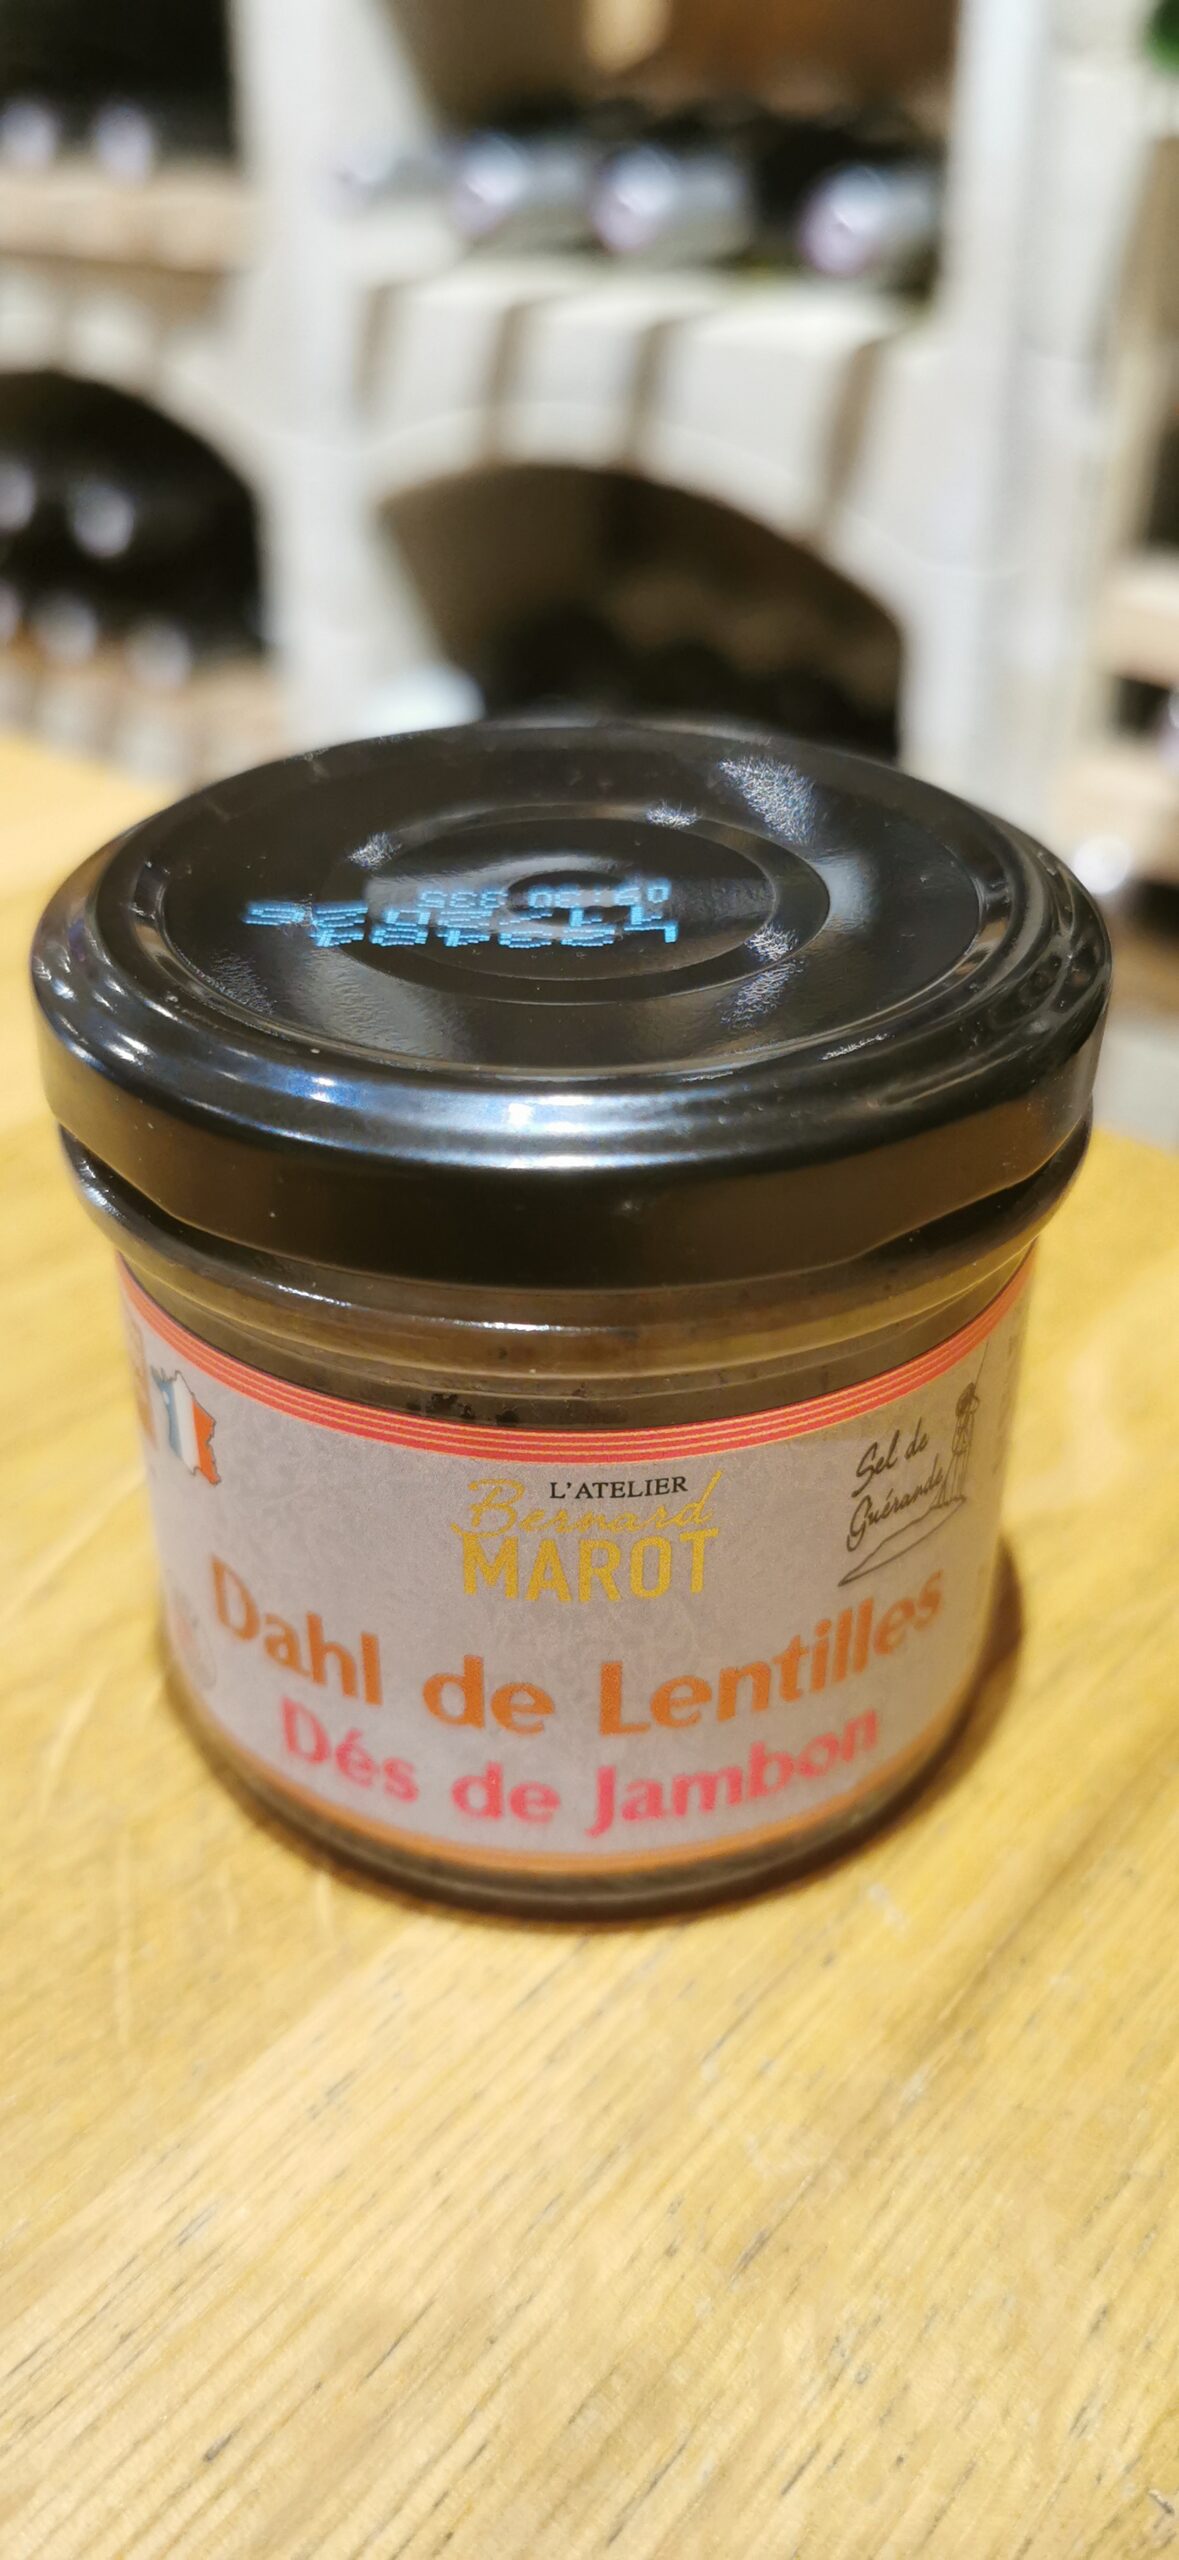 L'ATELIER
Bernard
MAROT
Sel de
Guérande
Dahl de Lentilles
Dés de Jambon